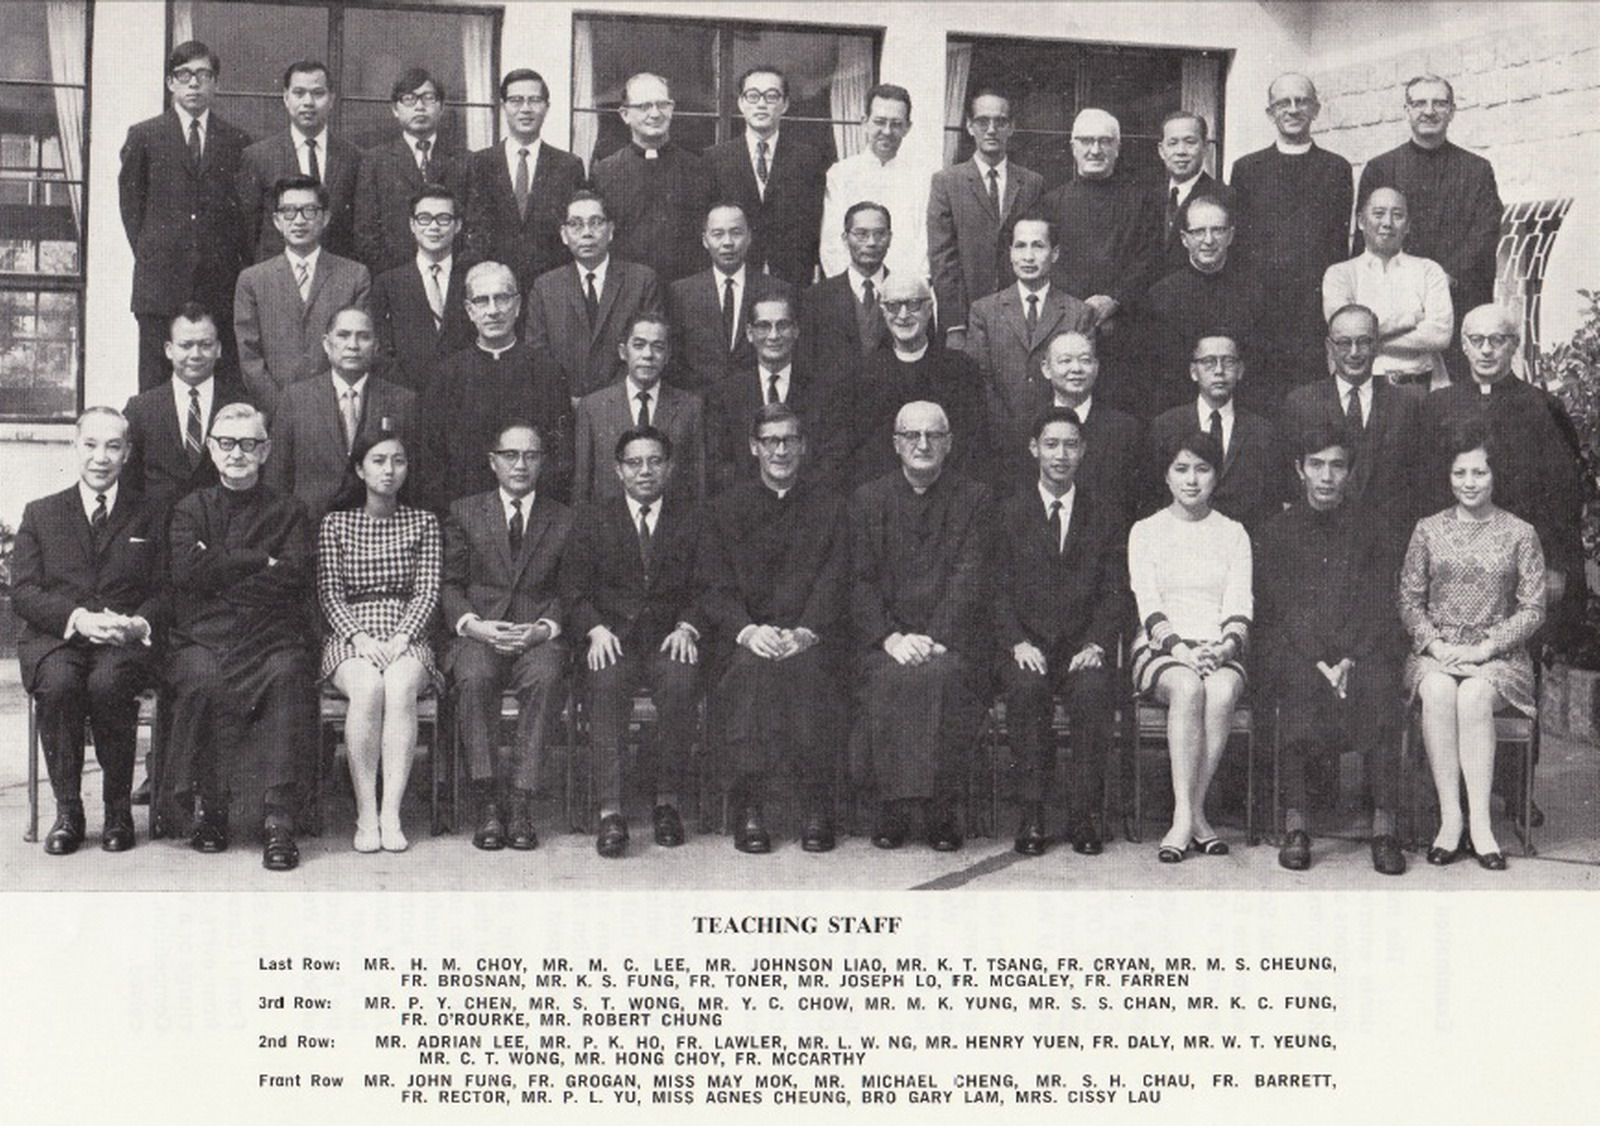 TEACHING STAFF
Last Row: MR. H. M. CHOY, MR. M. C. LEE, MR. JOHNSON LIAO, MR. K. T. TSANG, FR. CRYAN, MR. M. S. CHEUNG,
FR. BROSNAN, MR. K. S. FUNG, FR. TONER, MR. JOSEPH LO, FR. MCGALEY, FR. FARREN
3rd Row: MR. P. Y. CHEN, MR. S. T. WONG, MR. Y. C. CHOW, MR. M. K. YUNG, MR. S. S. CHAN, MR. K. C. FUNG,
FR. O'ROURKE, MR. ROBERT CHUNG
2nd Row: MR. ADRIAN LEE, MR. P. K. HO, FR. LAWLER, MR. L. W. NG, MR. HENRY YUEN, FR. DALY, MR. W. T. YEUNG,
MR. C. T. WONG, MR. HONG CHOY, FR. MCCARTHY
Front Row MR. JOHN FUNG, FR. GROGAN, MISS MAY MOK, MR. MICHAEL CHENG, MR. S. H. CHAU, FR. BARRETT,
FR. RECTOR, MR. P. L. YU, MISS AGNES CHEUNG, BRO GARY LAM, MRS. CISSY LAU